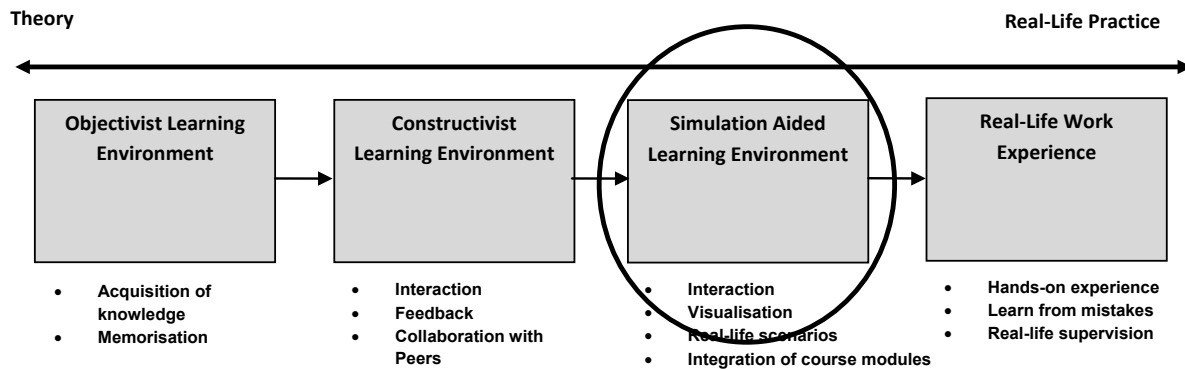 Theory
Real-Life Practice
Objectivist Learning
Environment
Constructivist
Learning Environment
Simulation Aided
Learning Environment
Real-Life Work
Experience
• Acquisition of
knowledge
• Memorisation
• Interaction
• Feedback
• Collaboration with
Peers
• Interaction
• Visualisation
• Real-life scenarios
• Integration of course modules
• Hands-on experience
• Learn from mistakes
• Real-life supervision